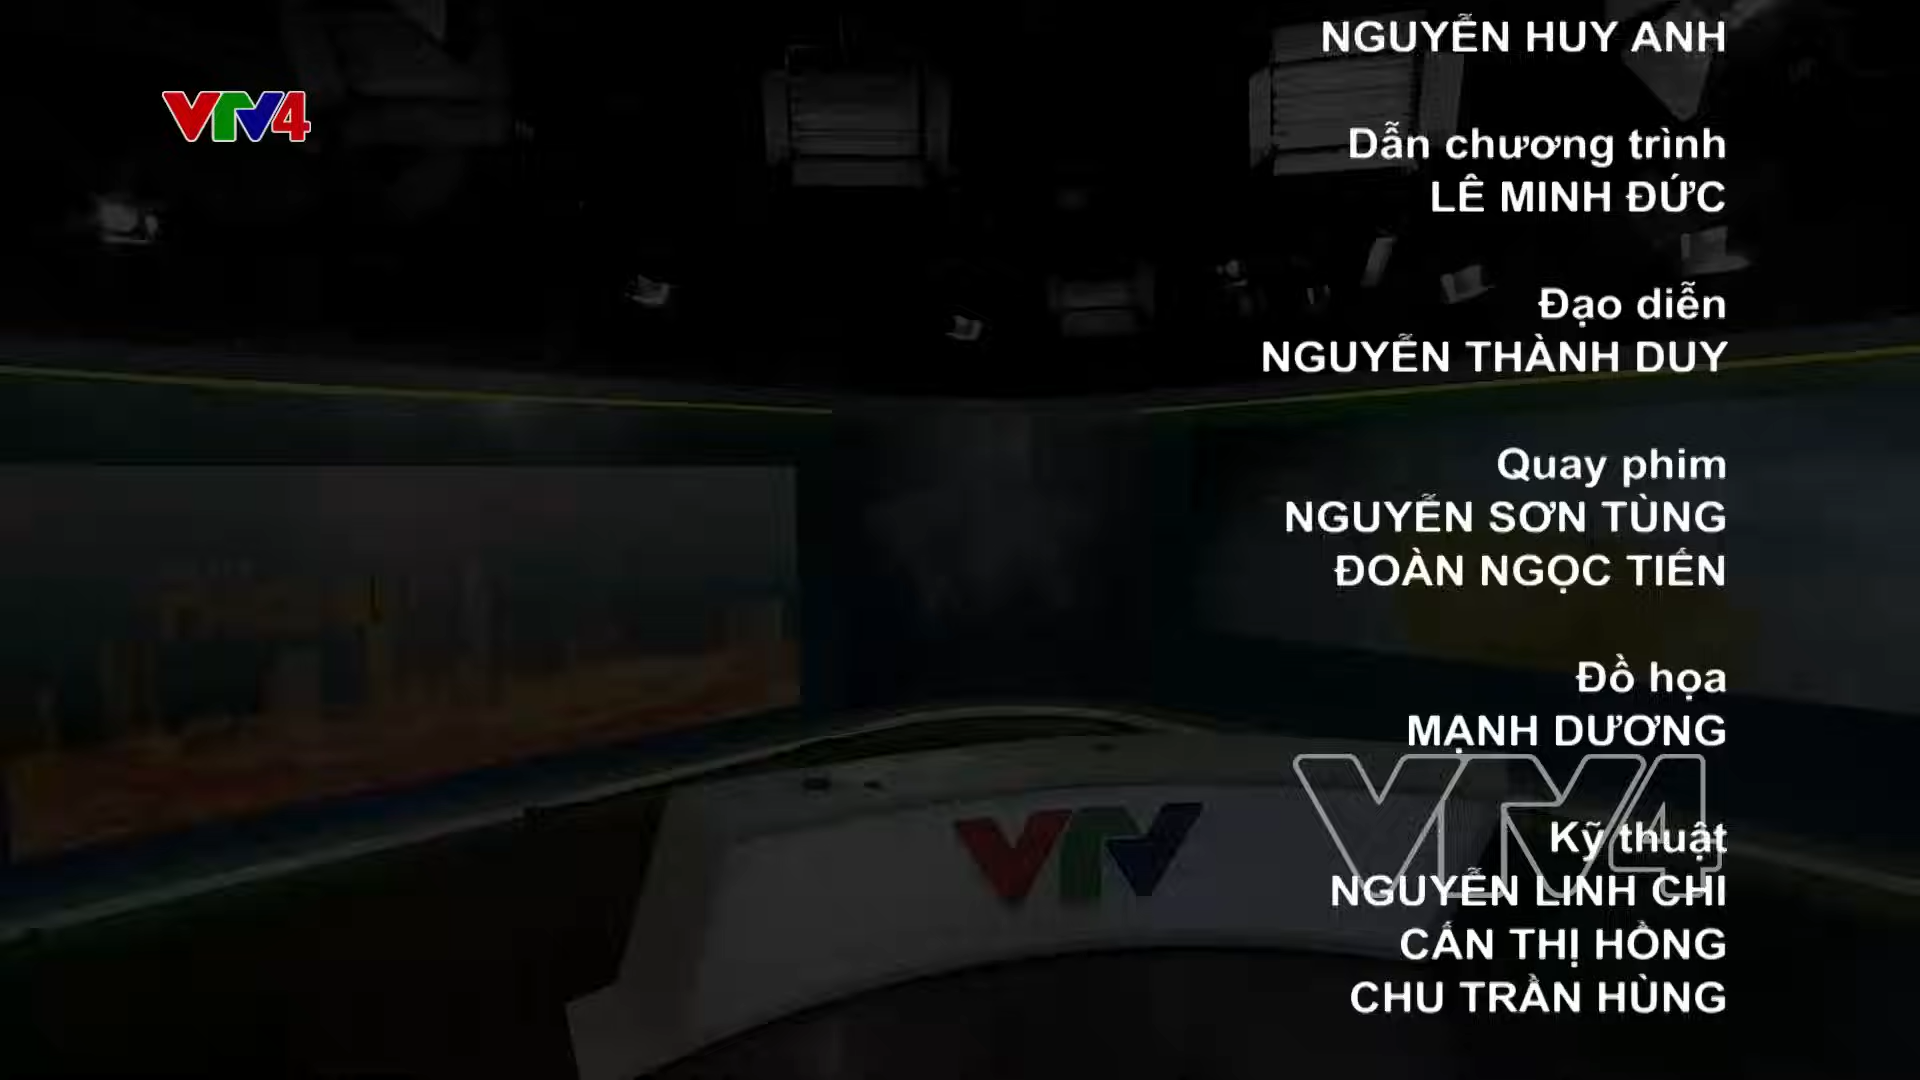 NGUYỄN HUY ANH
VTV4
Dẫn chương trình
LÊ MINH ĐỨC
Đạo diễn
NGUYỄN THÀNH DUY
Quay phim
NGUYỄN SƠN TÙNG
ĐOÀN NGỌC TIẾN
Đồ họa
MẠNH DƯƠNG
VTV4
VTV
Kỹ thuật
NGUYỄN LINH CHI
CẤN THỊ HỒNG
CHU TRẦN HÙNG